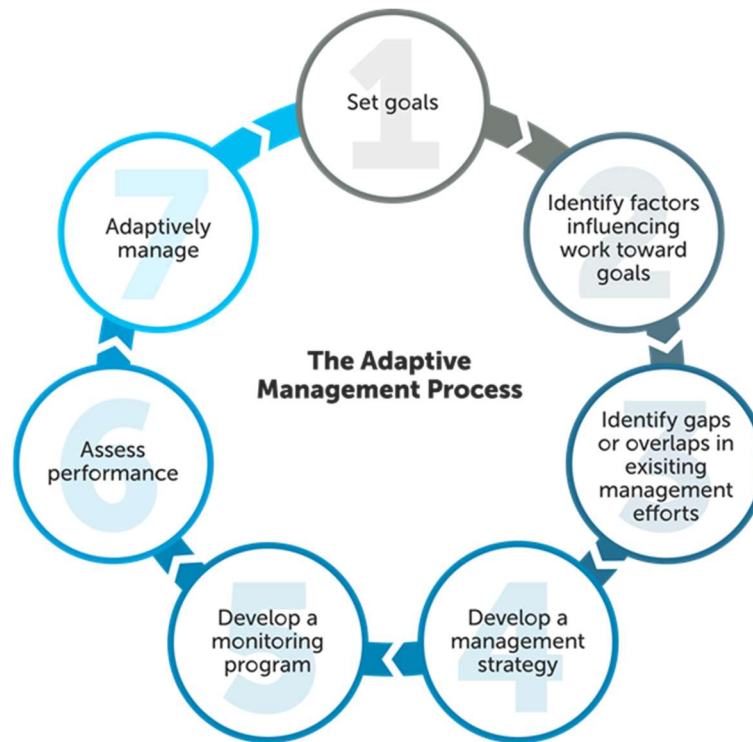 1
Set goals
2
Identify factors
influencing
work toward
goals
3
Identify gaps
or overlaps in
exisiting
management
efforts
4
Develop a
management
strategy
5
Develop a
monitoring
program
6
Assess
performance
7
Adaptively
manage
The Adaptive
Management Process